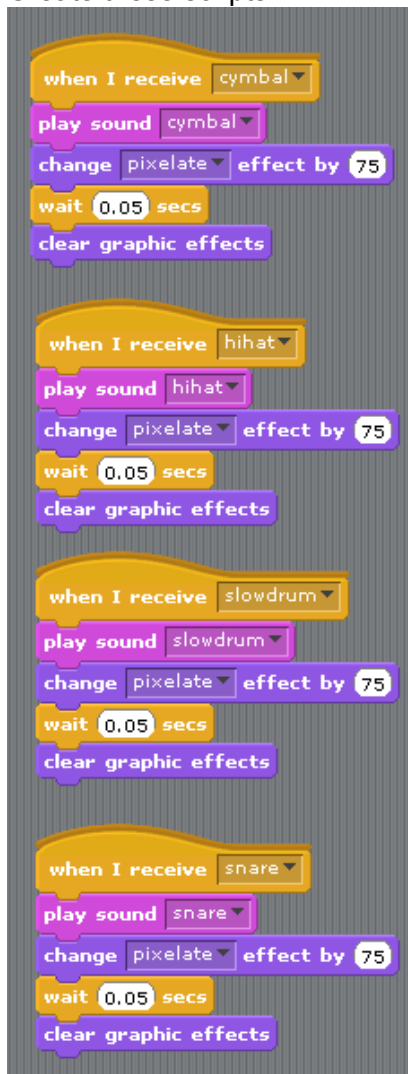 when I receive cymbal
play sound cymbal
change pixelate effect by 75
wait 0.05 secs
clear graphic effects
when I receive hihat
play sound hihat
change pixelate effect by 75
wait 0.05 secs
clear graphic effects
when I receive slowdrum
play sound slowdrum
change pixelate effect by 75
wait 0.05 secs
clear graphic effects
when I receive snare
play sound snare
change pixelate effect by 75
wait 0.05 secs
clear graphic effects